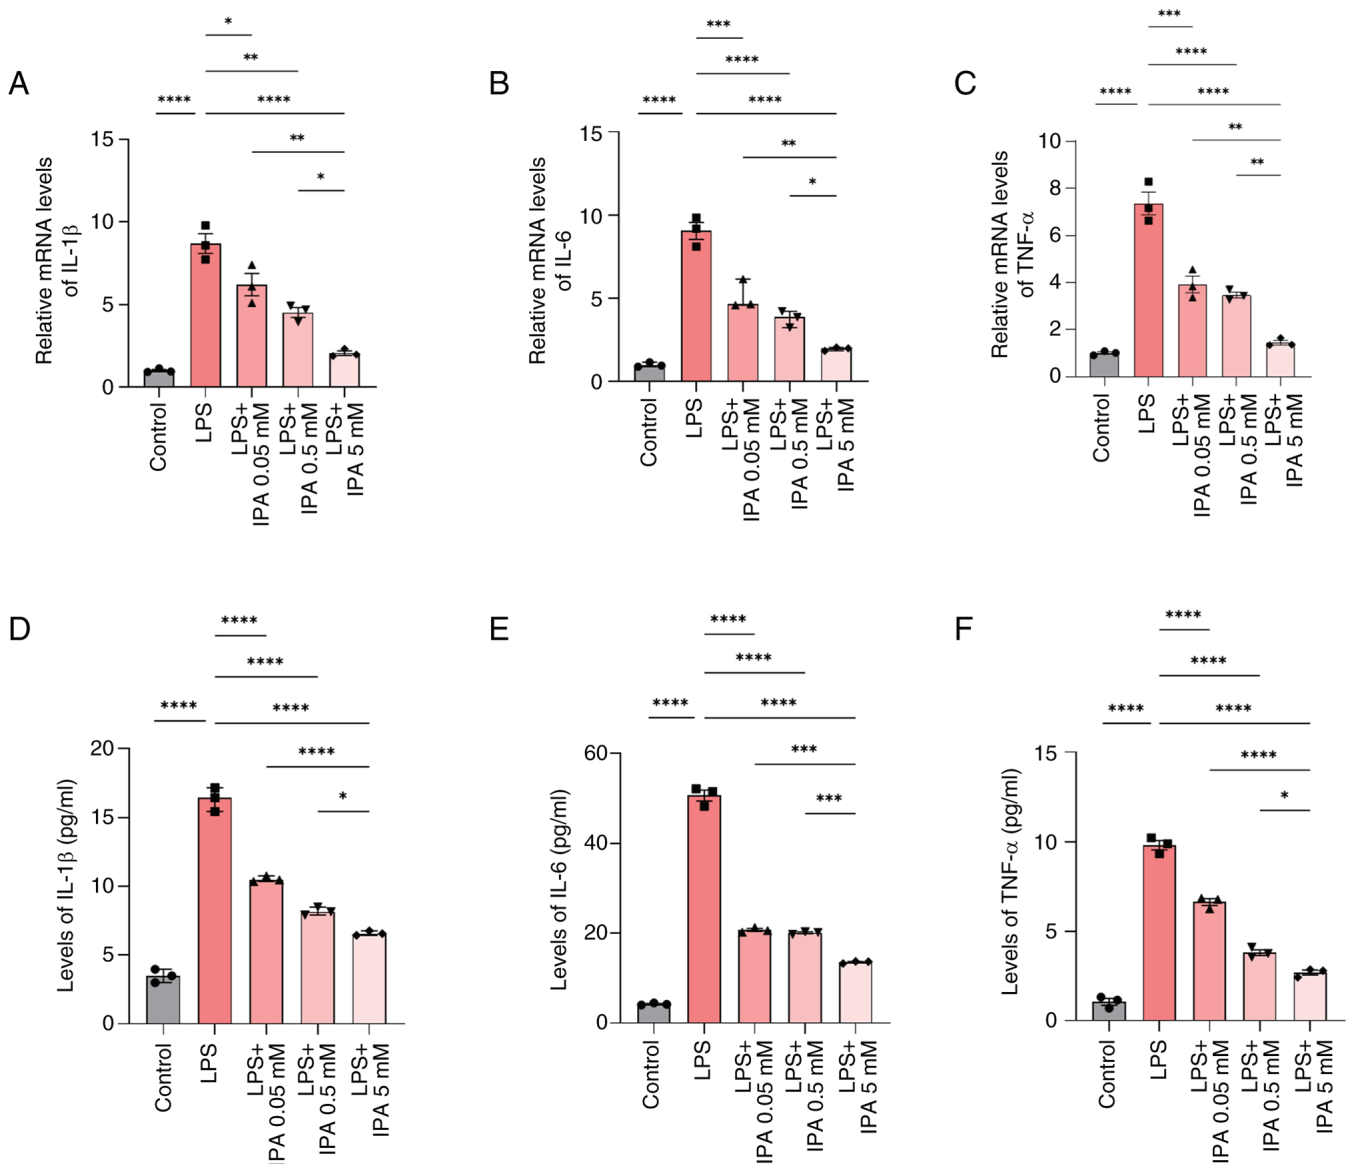 A
*
**
****
****
**
*
Relative mRNA levels
of IL-1β
15
10
5
0
Control
LPS
LPS+
IPA 0.05 mM
LPS+
IPA 0.5 mM
LPS+
IPA 5 mM
B
***
****
****
****
**
*
Relative mRNA levels
of IL-6
15
10
5
0
Control
LPS
LPS+
IPA 0.05 mM
LPS+
IPA 0.5 mM
LPS+
IPA 5 mM
C
***
****
****
****
**
**
Relative mRNA levels
of TNF-α
10
8
6
4
2
0
Control
LPS
LPS+
IPA 0.05 mM
LPS+
IPA 0.5 mM
LPS+
IPA 5 mM
D
****
****
****
****
****
*
Levels of IL-1β (pg/ml)
20
15
10
5
0
Control
LPS
LPS+
IPA 0.05 mM
LPS+
IPA 0.5 mM
LPS+
IPA 5 mM
E
****
****
****
****
***
***
Levels of IL-6 (pg/ml)
60
40
20
0
Control
LPS
LPS+
IPA 0.05 mM
LPS+
IPA 0.5 mM
LPS+
IPA 5 mM
F
****
****
****
****
****
*
Levels of TNF-α (pg/ml)
15
10
5
0
Control
LPS
LPS+
IPA 0.05 mM
LPS+
IPA 0.5 mM
LPS+
IPA 5 mM